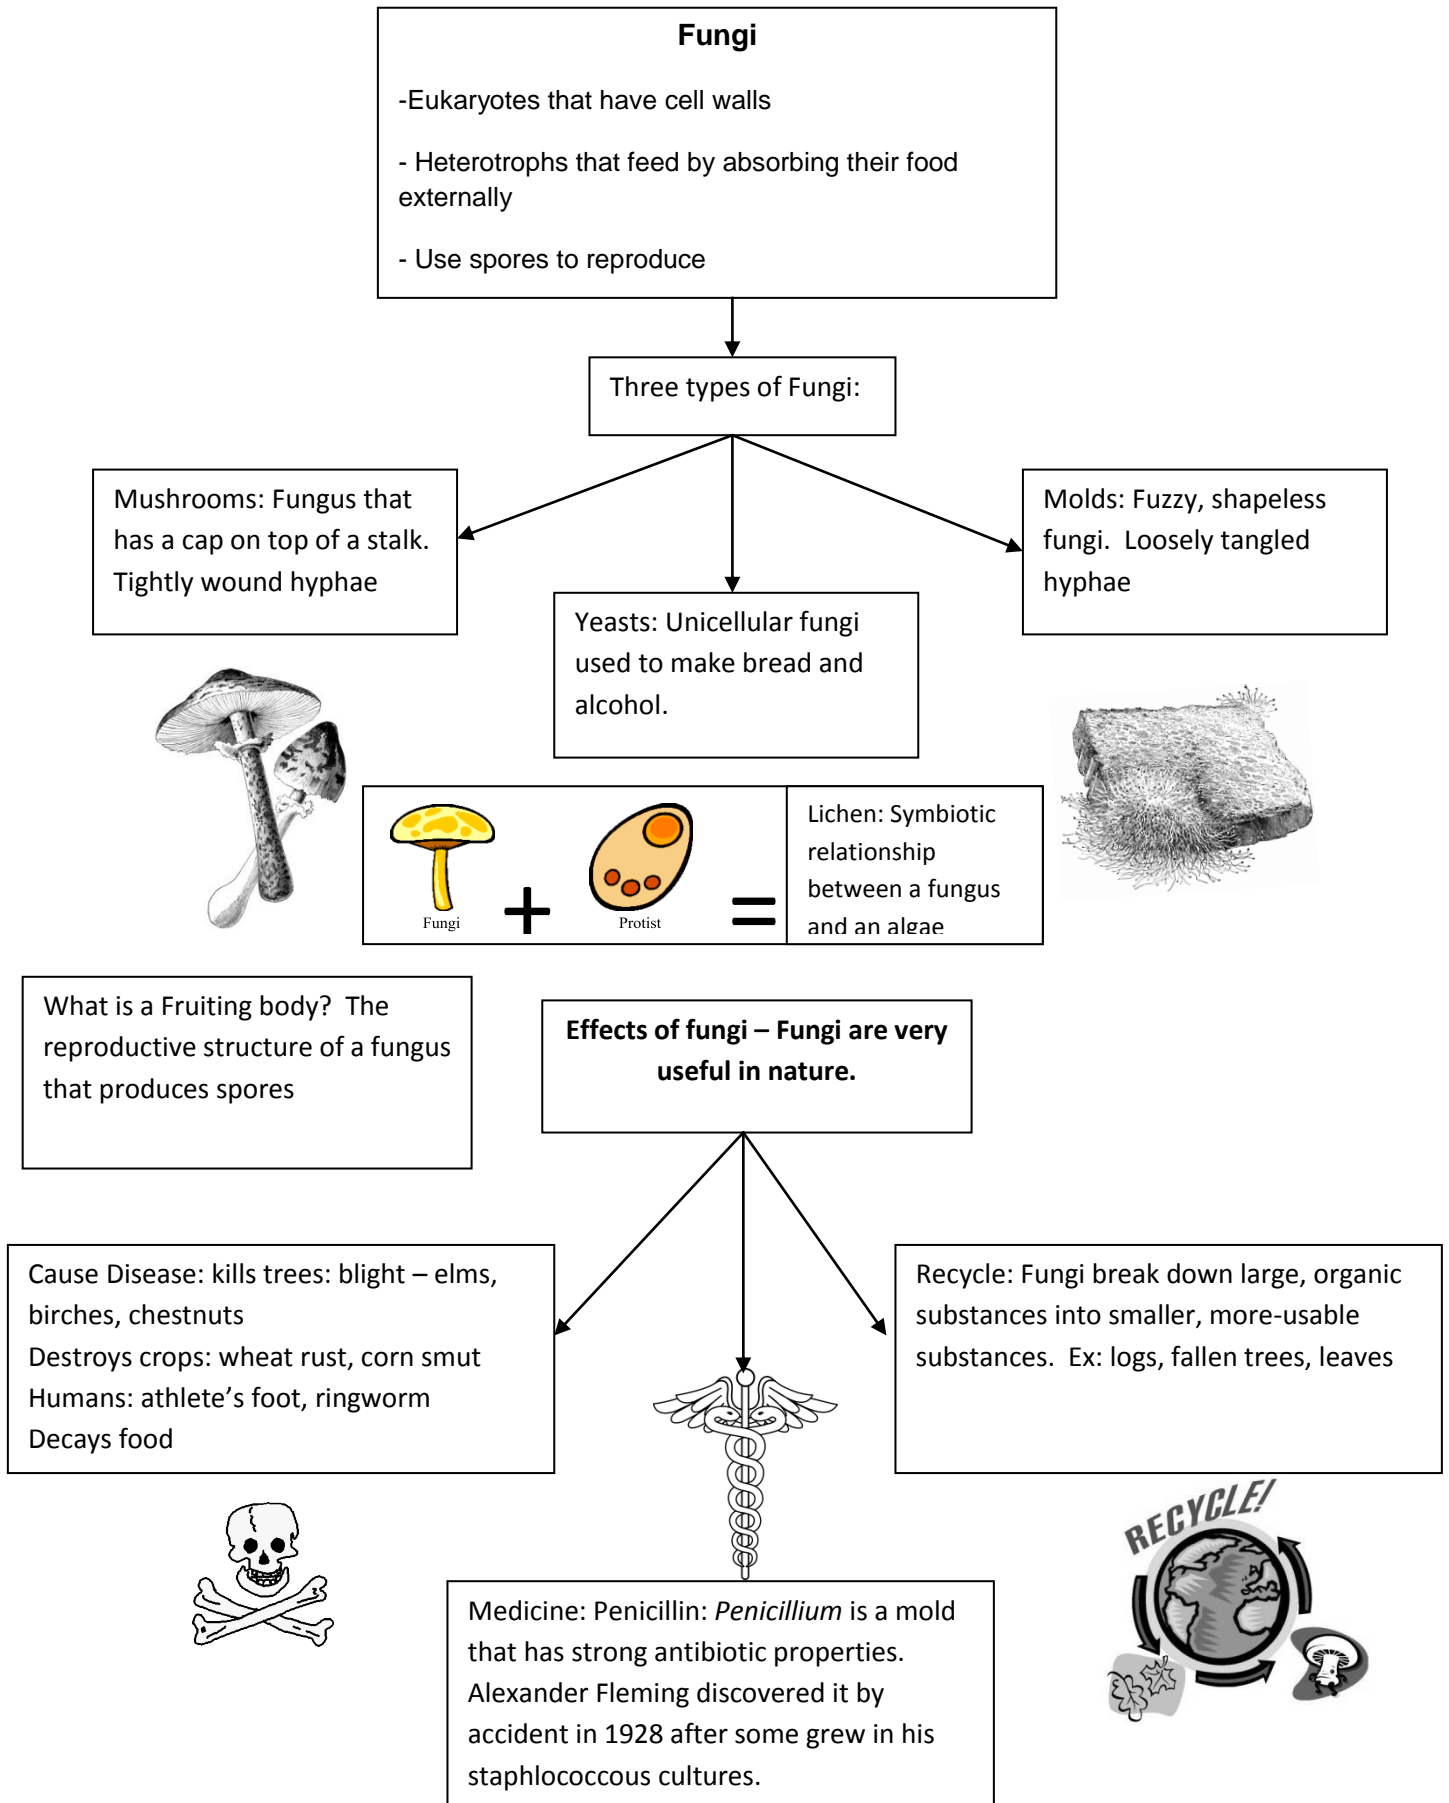 Fungi
-Eukaryotes that have cell walls
- Heterotrophs that feed by absorbing their food
externally
- Use spores to reproduce
Three types of Fungi:
Mushrooms: Fungus that
has a cap on top of a stalk.
Tightly wound hyphae
Yeasts: Unicellular fungi
used to make bread and
alcohol.
Molds: Fuzzy, shapeless
fungi.  Loosely tangled
hyphae
Fungi
+
Protist
=
Lichen: Symbiotic
relationship
between a fungus
and an algae
What is a Fruiting body?  The
reproductive structure of a fungus
that produces spores
Effects of fungi – Fungi are very
useful in nature.
Cause Disease: kills trees: blight – elms,
birches, chestnuts
Destroys crops: wheat rust, corn smut
Humans: athlete’s foot, ringworm
Decays food
Recycle: Fungi break down large, organic
substances into smaller, more-usable
substances.  Ex: logs, fallen trees, leaves
RECYCLE!
Medicine: Penicillin: Penicillium is a mold
that has strong antibiotic properties.
Alexander Fleming discovered it by
accident in 1928 after some grew in his
staphlococcous cultures.